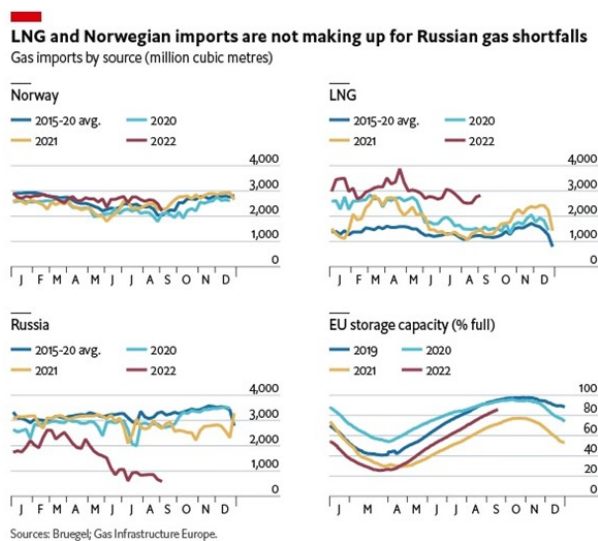 LNG and Norwegian imports are not making up for Russian gas shortfalls
Gas imports by source (million cubic metres)
Norway
2015-20 avg. 2020
2021 2022
4,000
3,000
2,000
1,000
0
J F M A M J J A S O N D
LNG
2015-20 avg. 2020
2021 2022
4,000
3,000
2,000
1,000
0
J F M A M J J A S O N D
Russia
2015-20 avg. 2020
2021 2022
4,000
3,000
2,000
1,000
0
J F M A M J J A S O N D
EU storage capacity (% full)
2019 2020
2021 2022
100
80
60
40
20
0
J M A M J J A S O N D
Sources: Bruegel; Gas Infrastructure Europe.